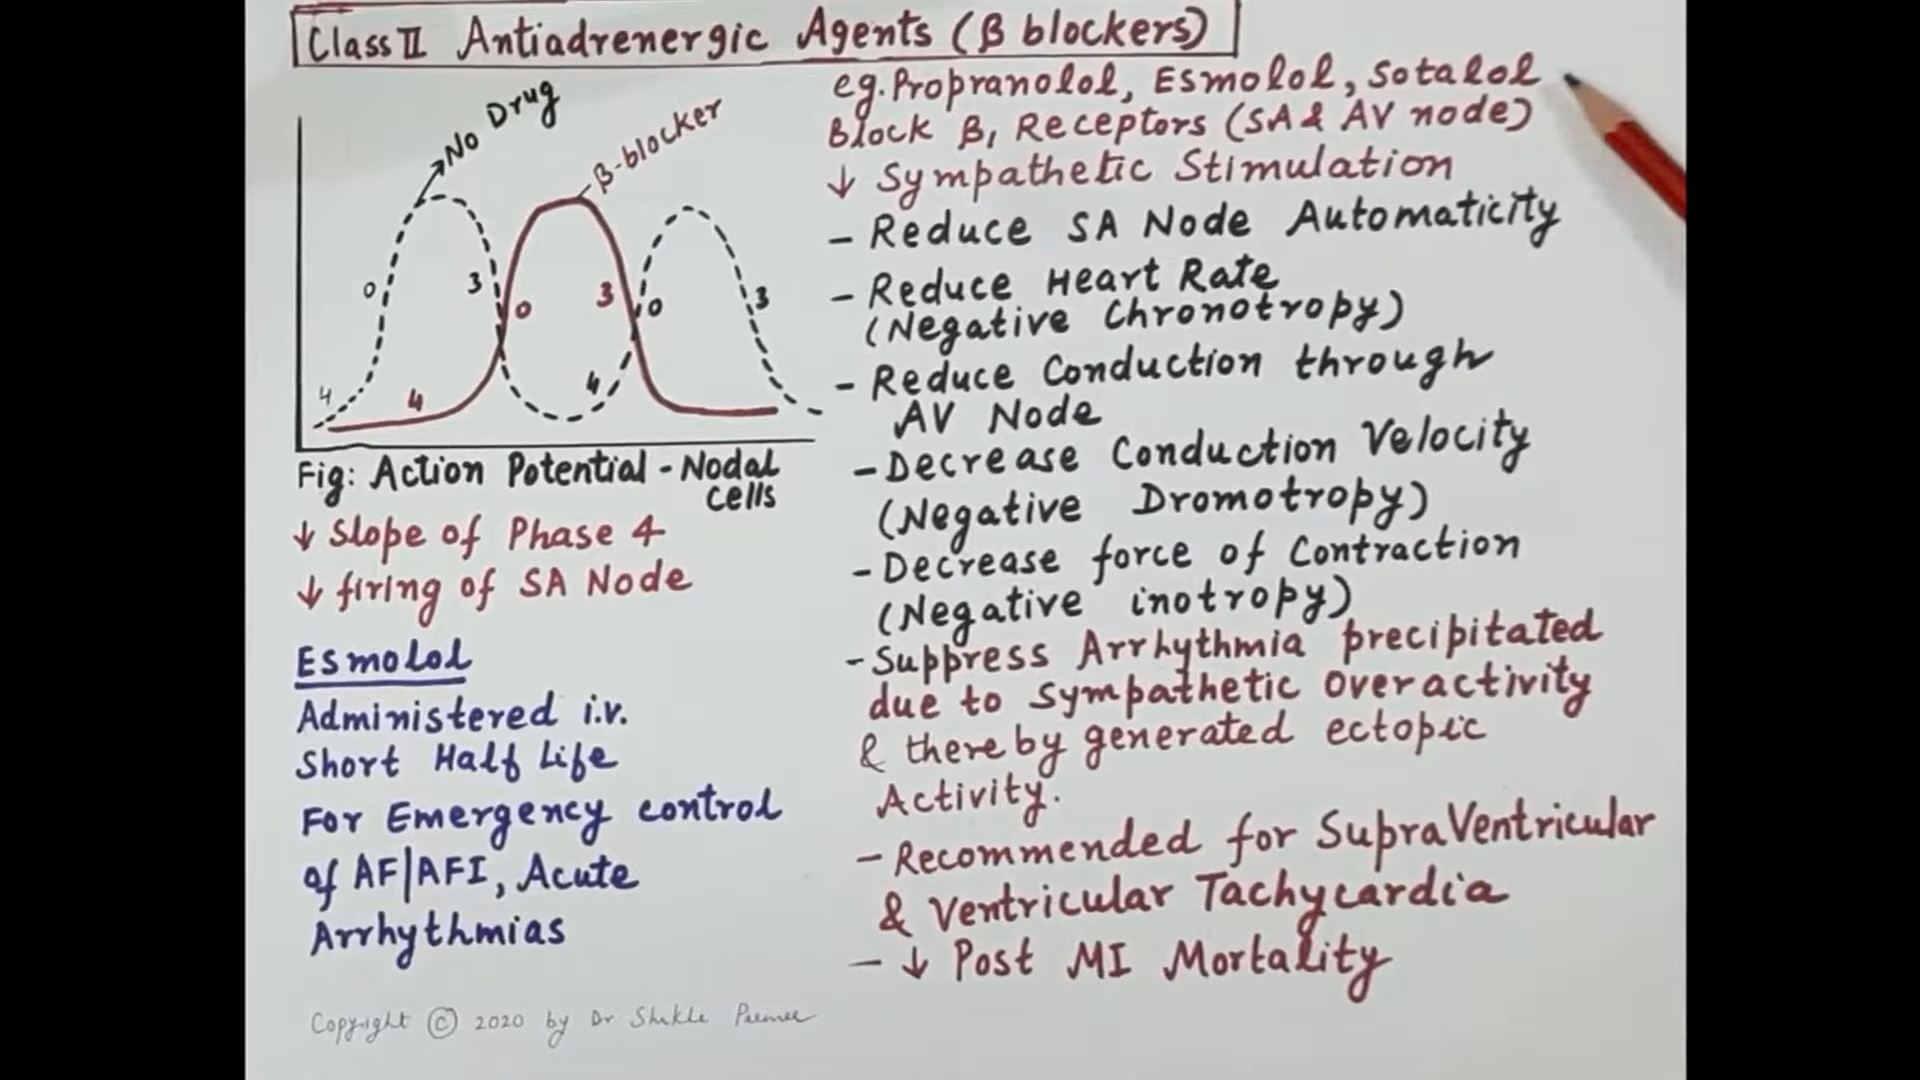 Class II Antiadrenergic Agents (β blockers)
No Drug
β-blocker
0
3
0
3
0
3
4
4
4
Fig: Action Potential - Nodal
Cells
↓ Slope of Phase 4
↓ firing of SA Node
Esmolol
Administered i.v.
Short Half Life
For Emergency control
of AF|AFI, Acute
Arrhythmias
eg. Propranolol, Esmolol, Sotalol
Block β₁ Receptors (SA & AV node)
↓ Sympathetic Stimulation
- Reduce SA Node Automaticity
- Reduce Heart Rate
(Negative Chronotropy)
- Reduce Conduction through
AV Node
- Decrease Conduction Velocity
(Negative Dromotropy)
- Decrease force of Contraction
(Negative inotropy)
- Suppress Arrhythmia precipitated
due to Sympathetic Overactivity
& thereby generated ectopic
Activity.
- Recommended for SupraVentricular
& Ventricular Tachycardia
- ↓ Post MI Mortality
Copyright © 2020 by Dr